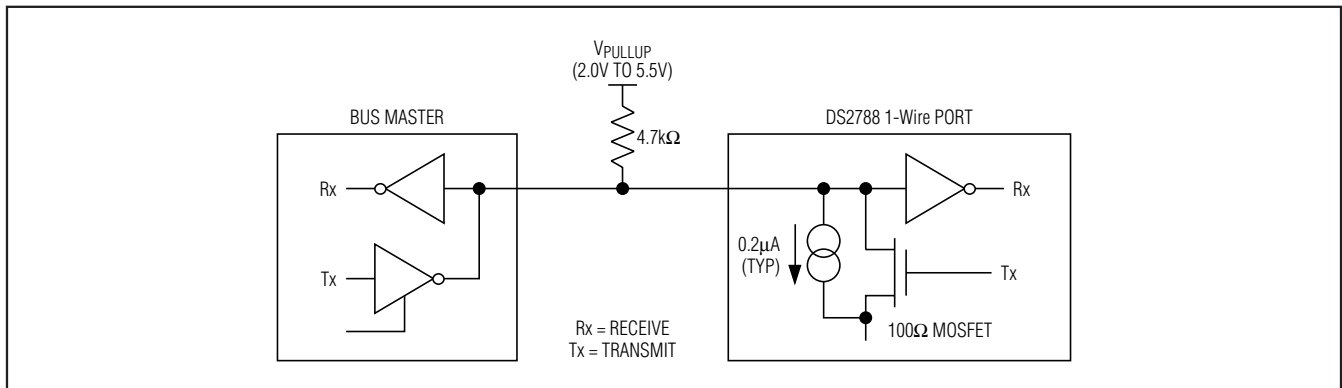 VPULLUP
(2.0V TO 5.5V)
BUS MASTER
DS2788 1-Wire PORT
4.7kΩ
Rx
Rx
0.2μA
(TYP)
Tx
Tx
Rx = RECEIVE
Tx = TRANSMIT
100Ω MOSFET